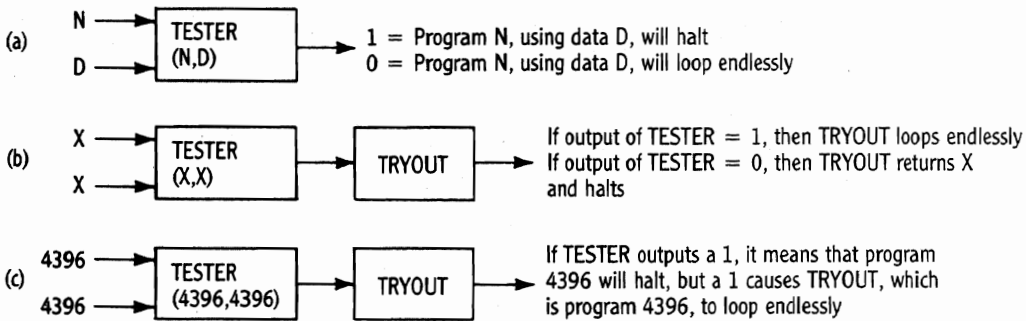 (a)
N
D
TESTER
(N,D)
1 = Program N, using data D, will halt
0 = Program N, using data D, will loop endlessly
(b)
X
X
TESTER
(X,X)
TRYOUT
If output of TESTER = 1, then TRYOUT loops endlessly
If output of TESTER = 0, then TRYOUT returns X
and halts
(c)
4396
4396
TESTER
(4396,4396)
TRYOUT
If TESTER outputs a 1, it means that program
4396 will halt, but a 1 causes TRYOUT, which
is program 4396, to loop endlessly